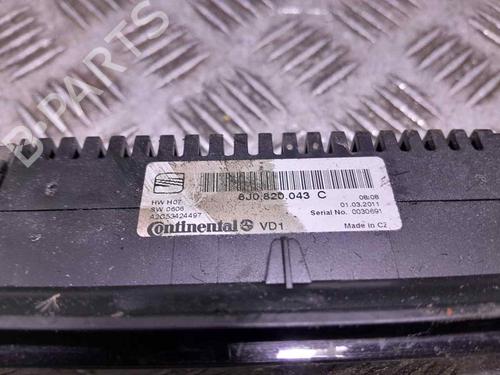 B-Parts
6J0.820.043 C
HW H07
08:08
SW 0606
01.03.2011
A2C53424497
Serial No. 0030691
Continental VD1
Made in CZ